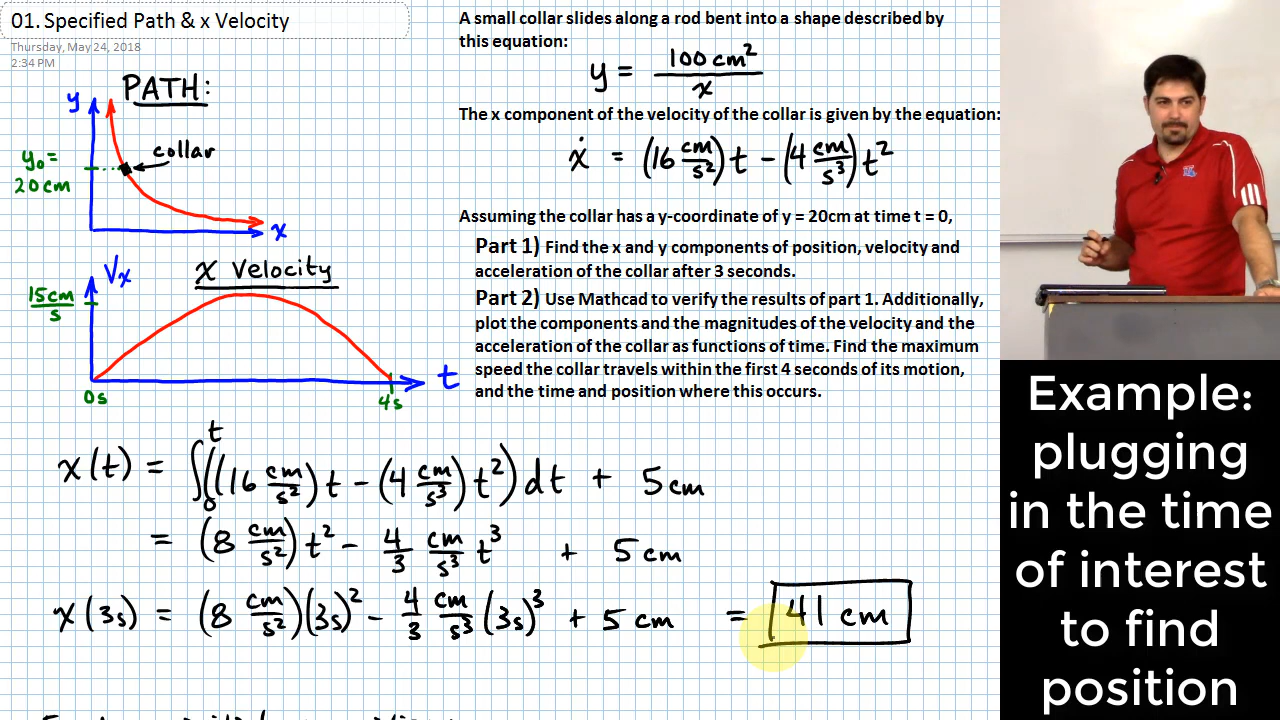 01. Specified Path & x Velocity
Thursday, May 24, 2018
2:34 PM
PATH:
y
collar
y₀ =
20cm
x
x Velocity
Vx
15cm
s
t
0s
4s
A small collar slides along a rod bent into a shape described by
this equation:
y = 100 cm² / x
The x component of the velocity of the collar is given by the equation:
ẋ = (16 cm/s²)t - (4 cm/s³)t²
Assuming the collar has a y-coordinate of y = 20cm at time t = 0,
Part 1) Find the x and y components of position, velocity and
acceleration of the collar after 3 seconds.
Part 2) Use Mathcad to verify the results of part 1. Additionally,
plot the components and the magnitudes of the velocity and the
acceleration of the collar as functions of time. Find the maximum
speed the collar travels within the first 4 seconds of its motion,
and the time and position where this occurs.
x(t) = ∫₀ᵗ((16 cm/s²)t - (4 cm/s³)t²)dt + 5cm
= (8 cm/s²)t² - 4/3 cm/s³ t³ + 5cm
x(3s) = (8 cm/s²)(3s)² - 4/3 cm/s³ (3s)³ + 5 cm = 41 cm
Example:
plugging
in the time
of interest
to find
position